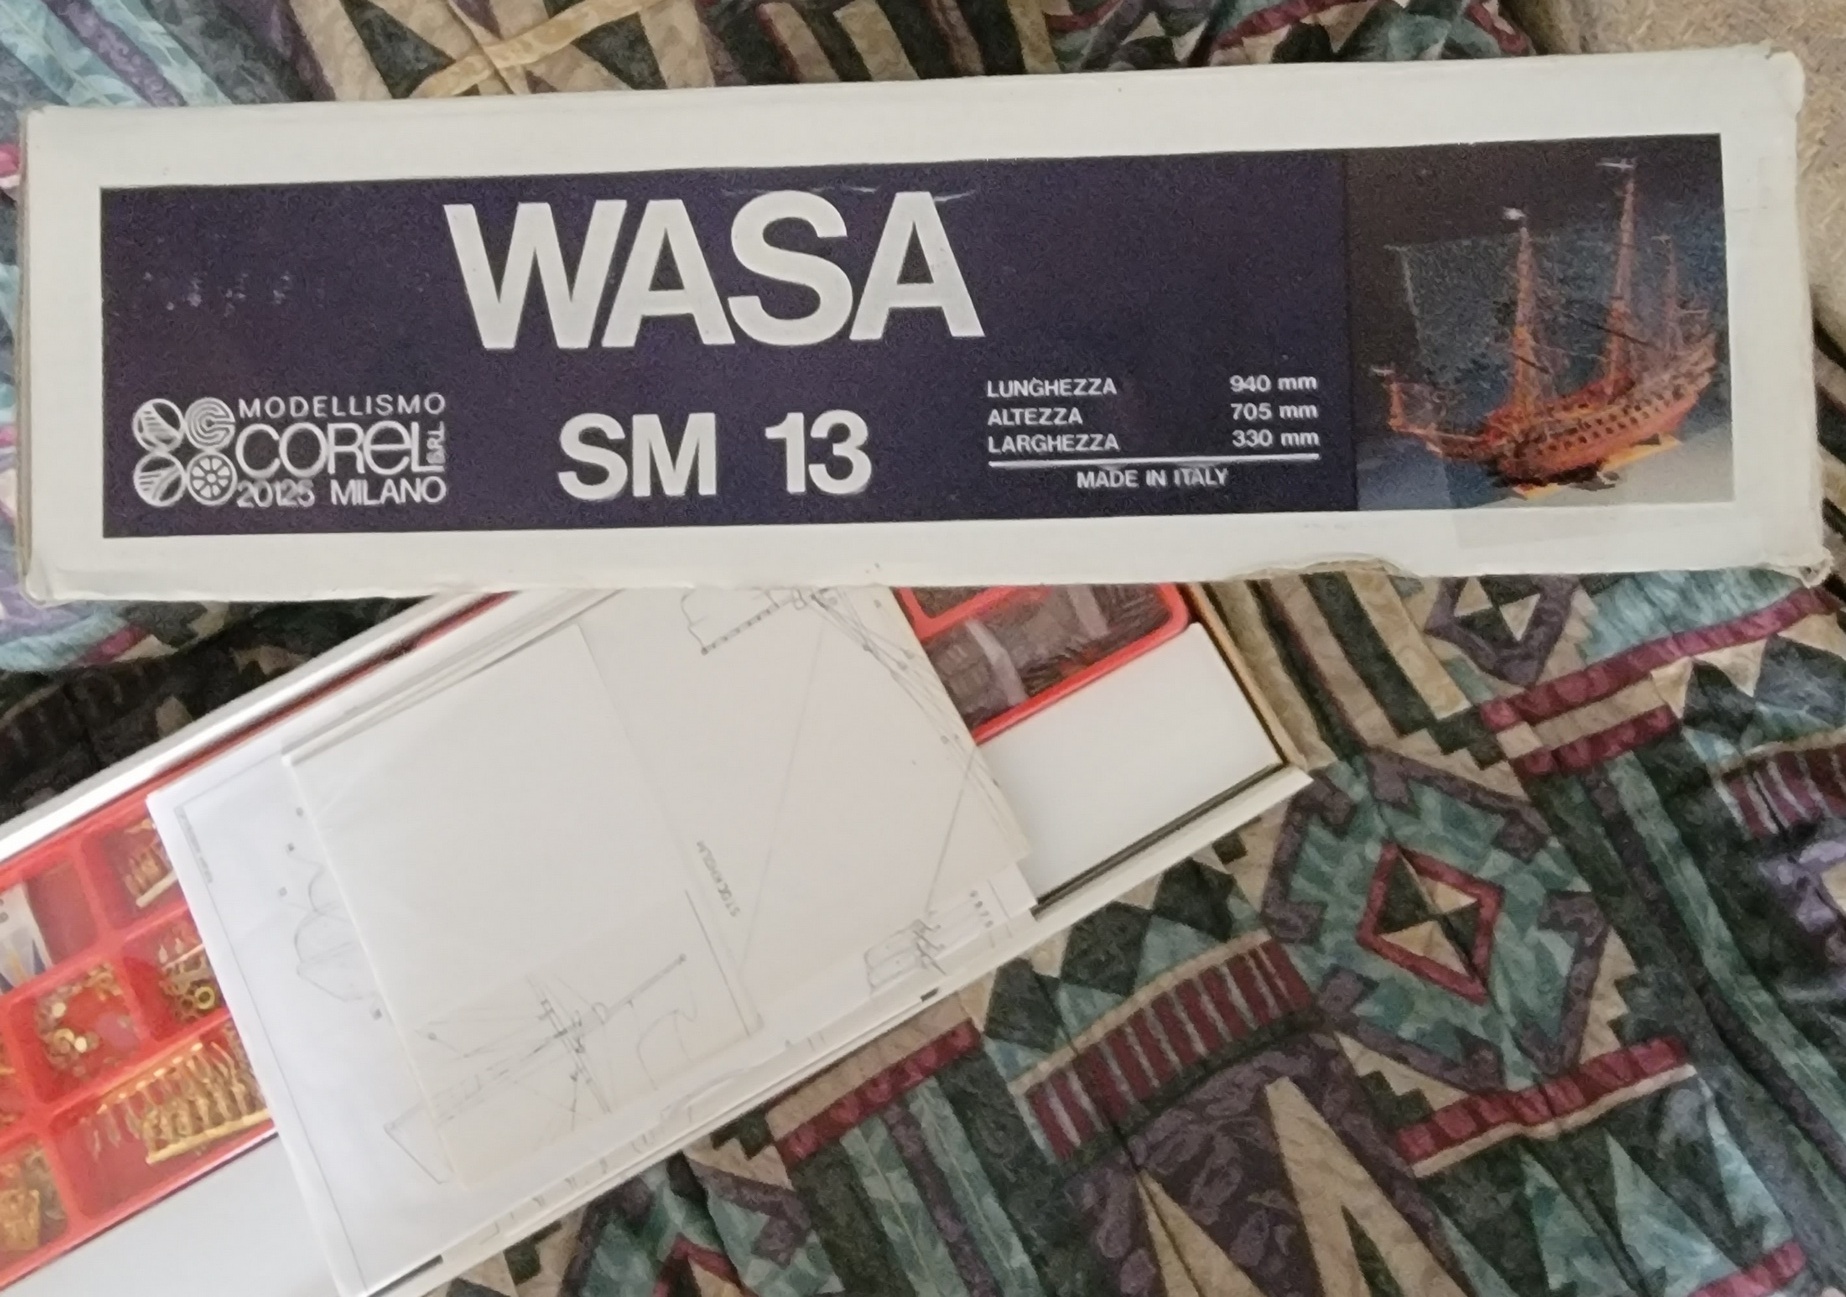 WASA
SM 13
MODELLISMO
COREL S.R.L.
20125 MILANO
LUNGHEZZA 940 mm
ALTEZZA 705 mm
LARGHEZZA 330 mm
MADE IN ITALY
STOCKHOLM